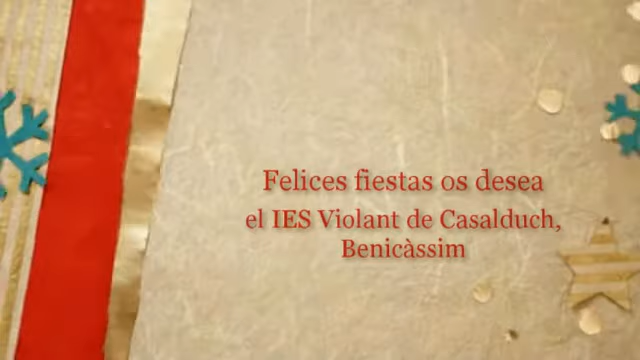 Felices fiestas os desea
el IES Violant de Casalduch,
Benicàssim